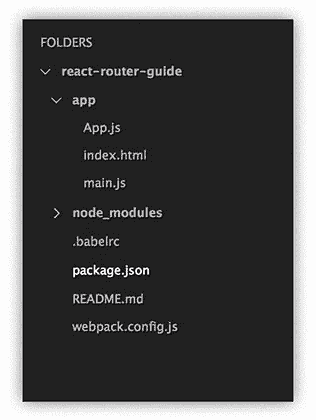 FOLDERS
react-router-guide
app
App.js
index.html
main.js
node_modules
.babelrc
package.json
README.md
webpack.config.js